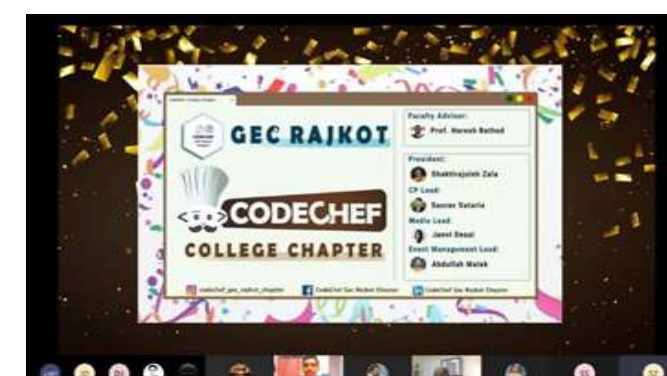 GEC RAJKOT
CODECHEF
COLLEGE CHAPTER
Faculty Advisor:
Prof. Haresh Rathod
President:
Shaktirajsinh Zala
CP Lead:
Saurav Sataria
Media Lead:
Janvi Desai
Event Management Lead:
Abdullah Malek
codechef_gec_rajkot_chapter
CodeChef Gec Rajkot Chapter
CodeChef Gec Rajkot Chapter